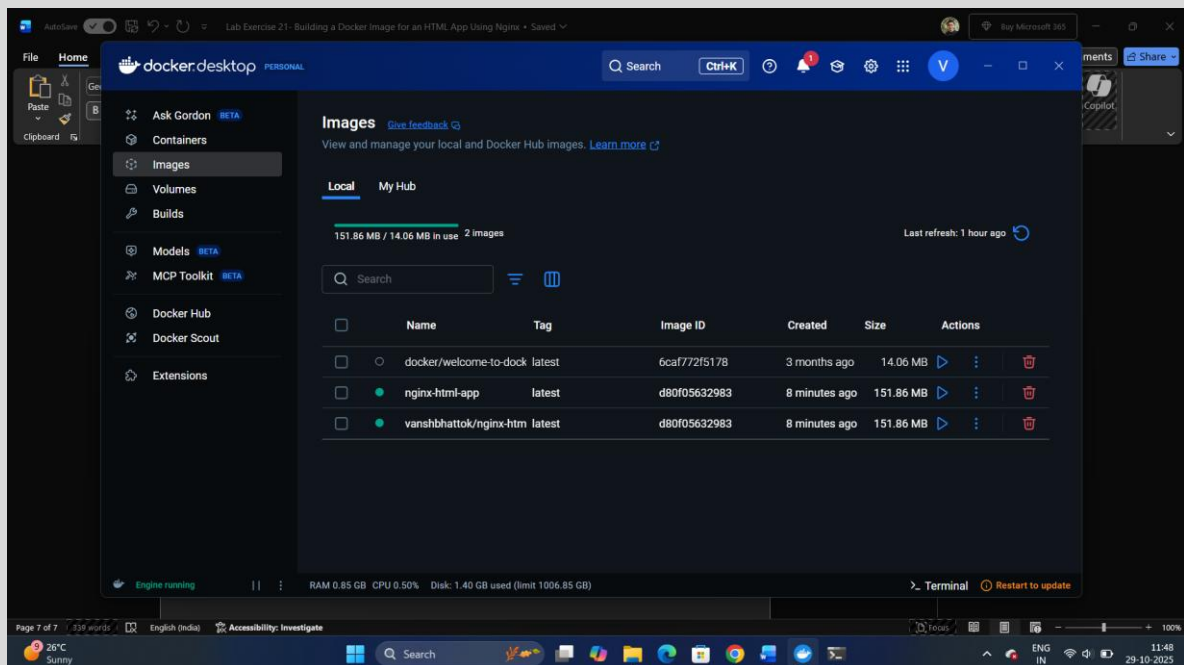 AutoSave
Lab Exercise 21- Building a Docker Image for an HTML App Using Nginx • Saved
Buy Microsoft 365
File Home
ments Share
Paste
B
Clipboard
Copilot
docker.desktop PERSONAL
Search Ctrl+K
1
V
Ask Gordon BETA
Containers
Images
Volumes
Builds
Models BETA
MCP Toolkit BETA
Docker Hub
Docker Scout
Extensions
Images Give feedback
View and manage your local and Docker Hub images. Learn more
Local My Hub
151.86 MB / 14.06 MB in use 2 images
Last refresh: 1 hour ago
Search
Name Tag Image ID Created Size Actions
docker/welcome-to-dock latest 6caf772f5178 3 months ago 14.06 MB
nginx-html-app latest d80f05632983 8 minutes ago 151.86 MB
vanshbhattok/nginx-htm latest d80f05632983 8 minutes ago 151.86 MB
Engine running
RAM 0.85 GB CPU 0.50% Disk: 1.40 GB used (limit 1006.85 GB)
Terminal Restart to update
Page 7 of 7 339 words English (India) Accessibility: Investigate
Focus
100%
9
26°C
Sunny
Search
ENG
IN
11:48
29-10-2025